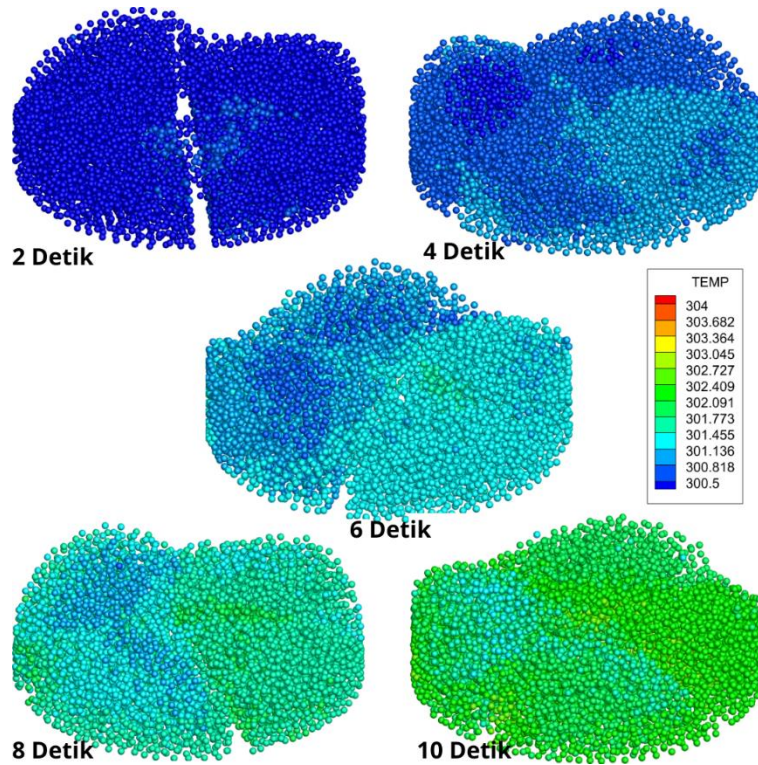 2 Detik
4 Detik
TEMP
304
303.682
303.364
303.045
302.727
302.409
302.091
301.773
301.455
301.136
300.818
300.5
6 Detik
8 Detik
10 Detik